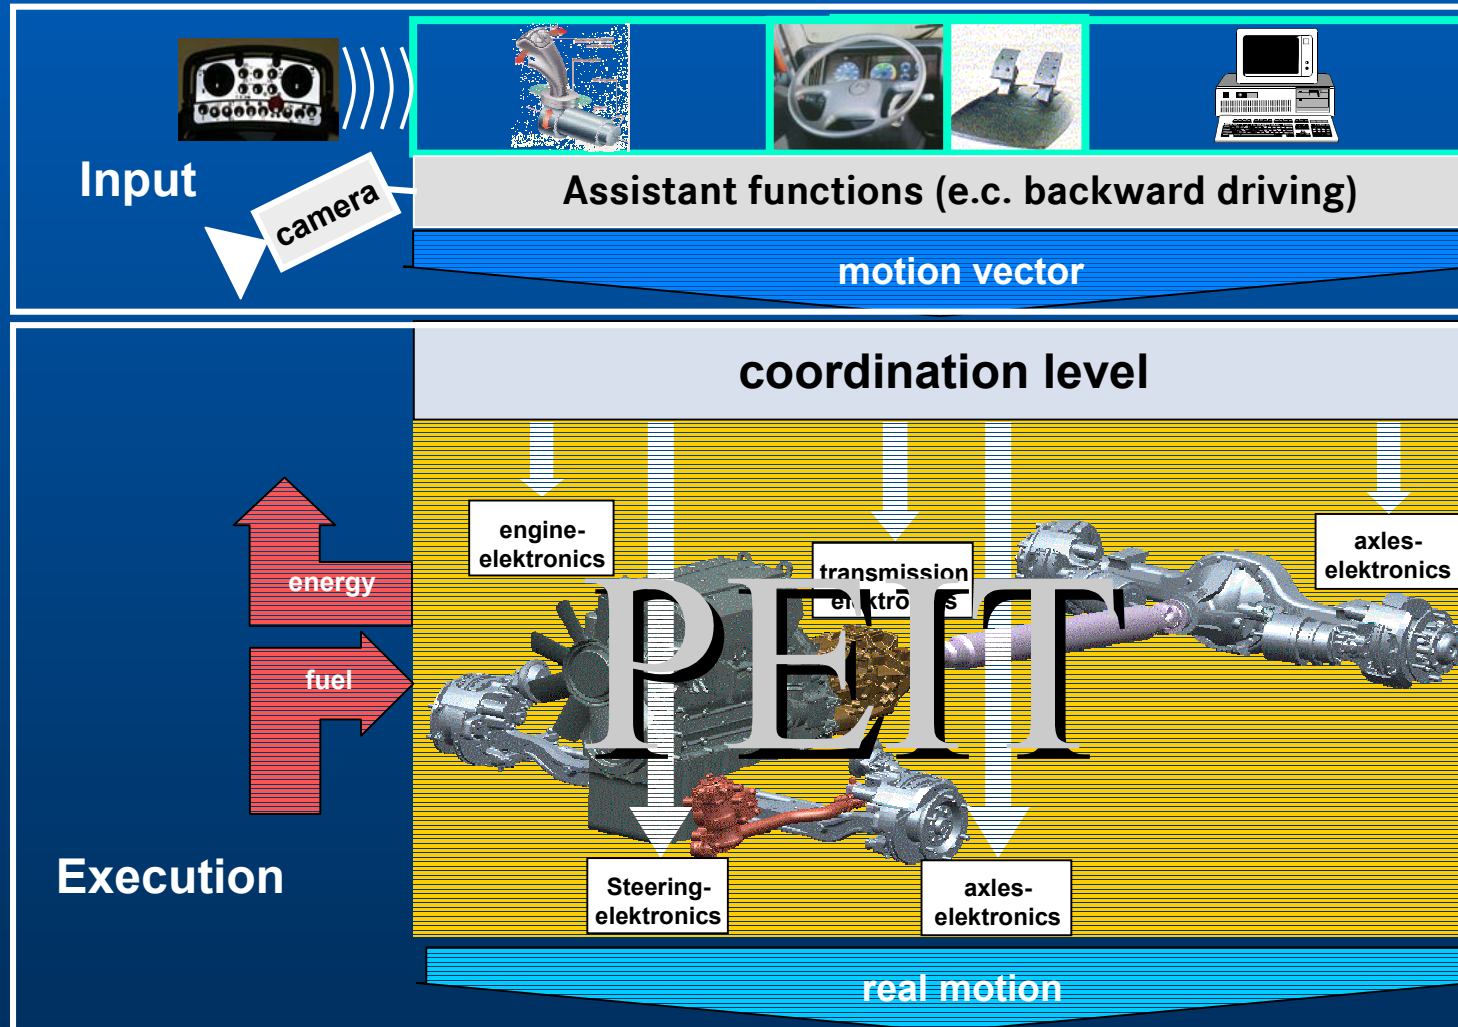 Input
camera
Assistant functions (e.c. backward driving)
motion vector
coordination level
engine-
elektronics
transmission
elektronics
axles-
elektronics
energy
fuel
PEIT
Execution
Steering-
elektronics
axles-
elektronics
real motion